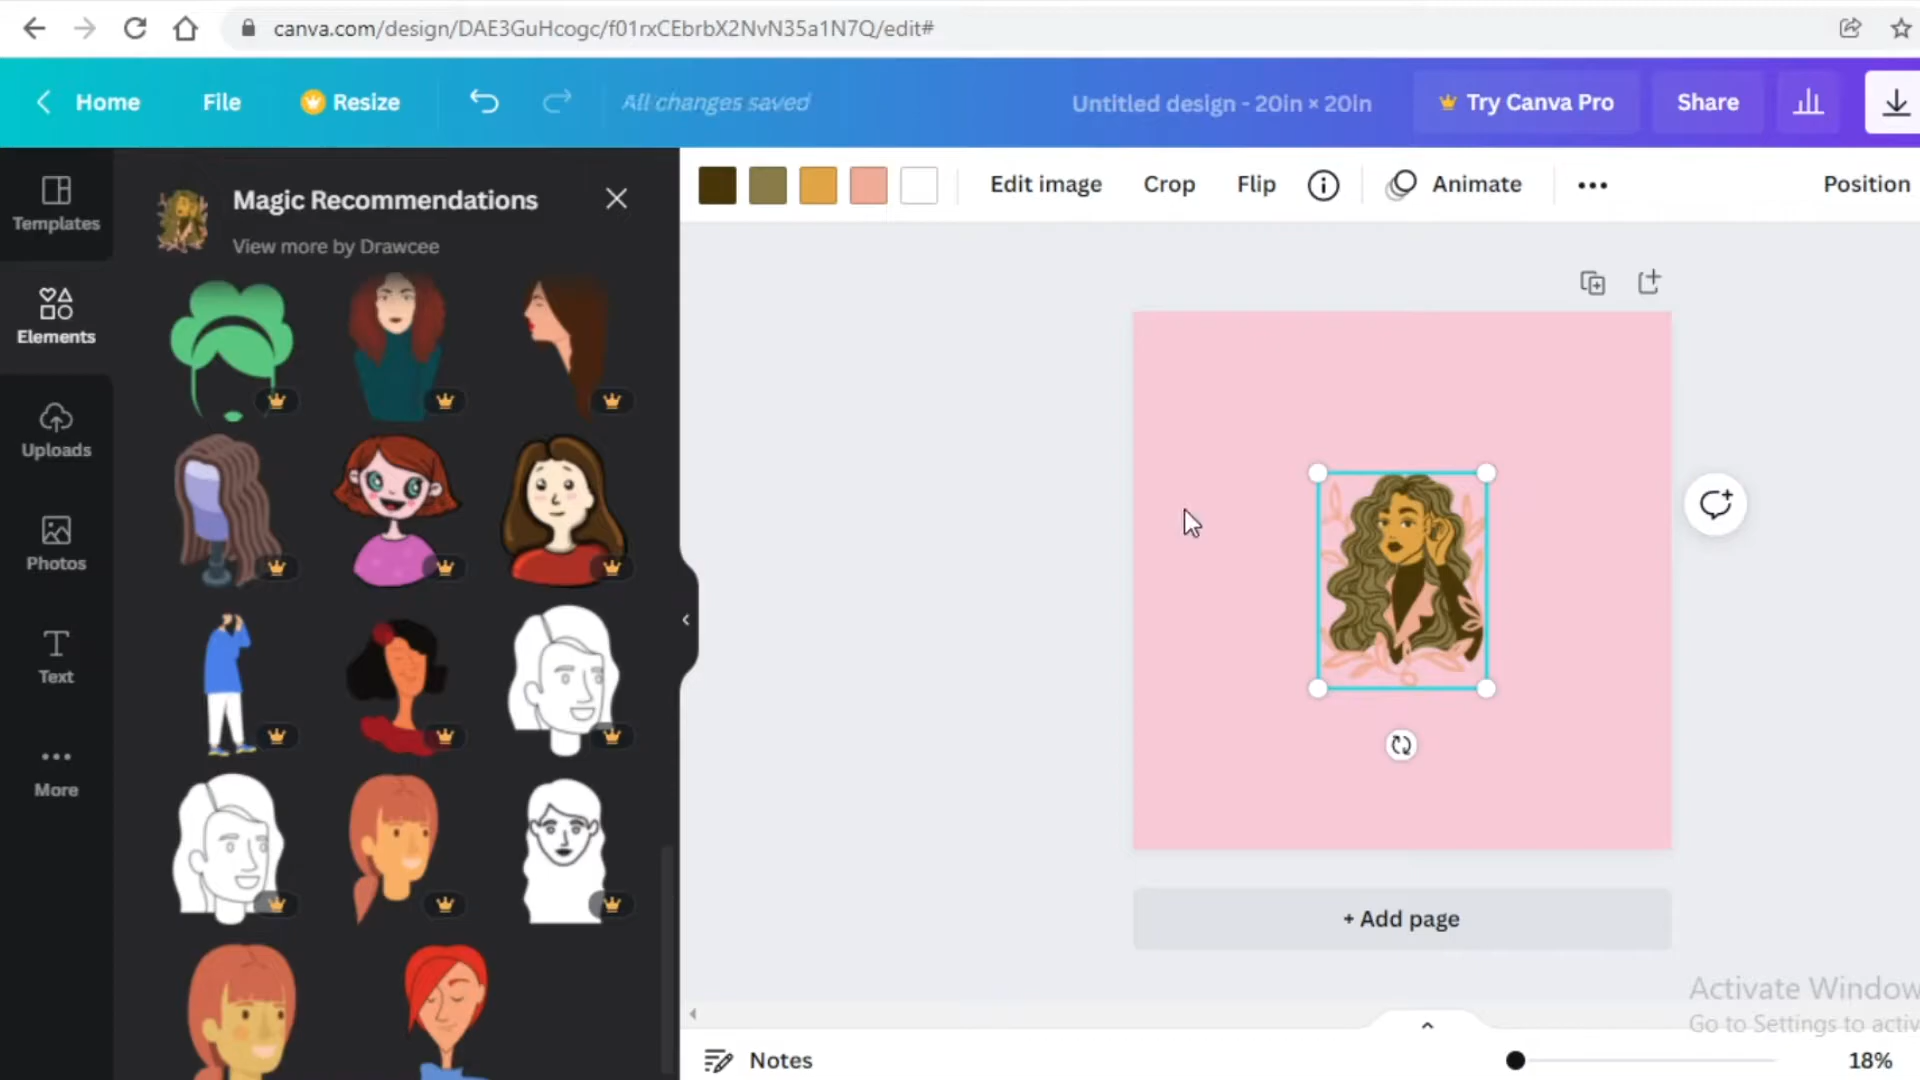 canva.com/design/DAE3GuHcogc/f01rxCEbrbX2NvN35a1N7Q/edit#
Home File Resize All changes saved Untitled design - 20in × 20in Try Canva Pro Share
Templates
Elements
Uploads
Photos
Text
More
Magic Recommendations
View more by Drawcee
Edit image Crop Flip Animate Position
+ Add page
Activate Window
Go to Settings to activ
Notes
18%